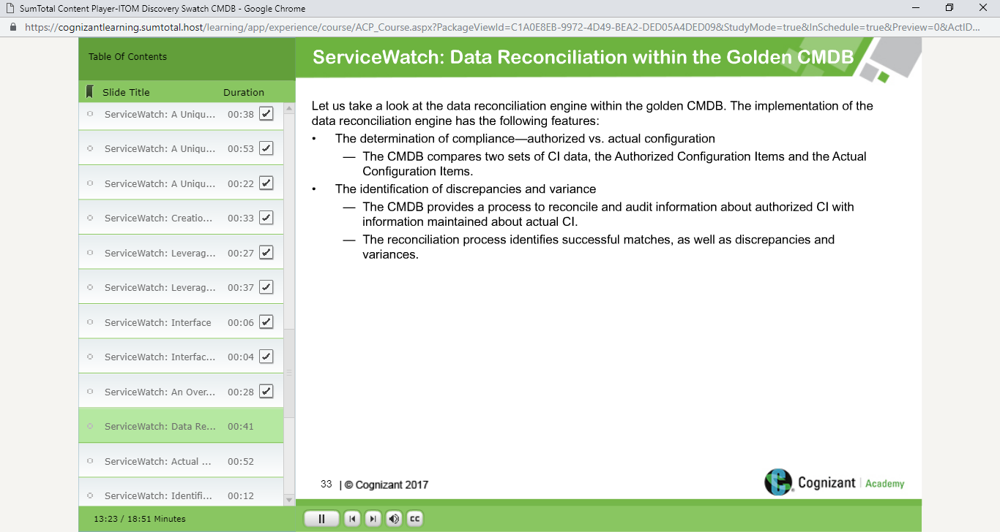 SumTotal Content Player-ITOM Discovery Swatch CMDB - Google Chrome
https://cognizantlearning.sumtotal.host/learning/app/experience/course/ACP_Course.aspx?PackageViewId=C1A0E8EB-9972-4D49-BEA2-DED05A4DED09&StudyMode=true&InSchedule=true&Preview=0&ActID...
Table Of Contents
Slide Title Duration
ServiceWatch: A Uniqu... 00:38
ServiceWatch: A Uniqu... 00:53
ServiceWatch: A Uniqu... 00:22
ServiceWatch: Creatio... 00:33
ServiceWatch: Leverag... 00:27
ServiceWatch: Leverag... 00:37
ServiceWatch: Interface 00:06
ServiceWatch: Interfac... 00:04
ServiceWatch: An Over... 00:28
ServiceWatch: Data Re... 00:41
ServiceWatch: Actual ... 00:52
ServiceWatch: Identifi... 00:12
13:23 / 18:51 Minutes
ServiceWatch: Data Reconciliation within the Golden CMDB
Let us take a look at the data reconciliation engine within the golden CMDB. The implementation of the
data reconciliation engine has the following features:
• The determination of compliance—authorized vs. actual configuration
— The CMDB compares two sets of CI data, the Authorized Configuration Items and the Actual
Configuration Items.
• The identification of discrepancies and variance
— The CMDB provides a process to reconcile and audit information about authorized CI with
information maintained about actual CI.
— The reconciliation process identifies successful matches, as well as discrepancies and
variances.
33 | © Cognizant 2017
Cognizant | Academy
CC